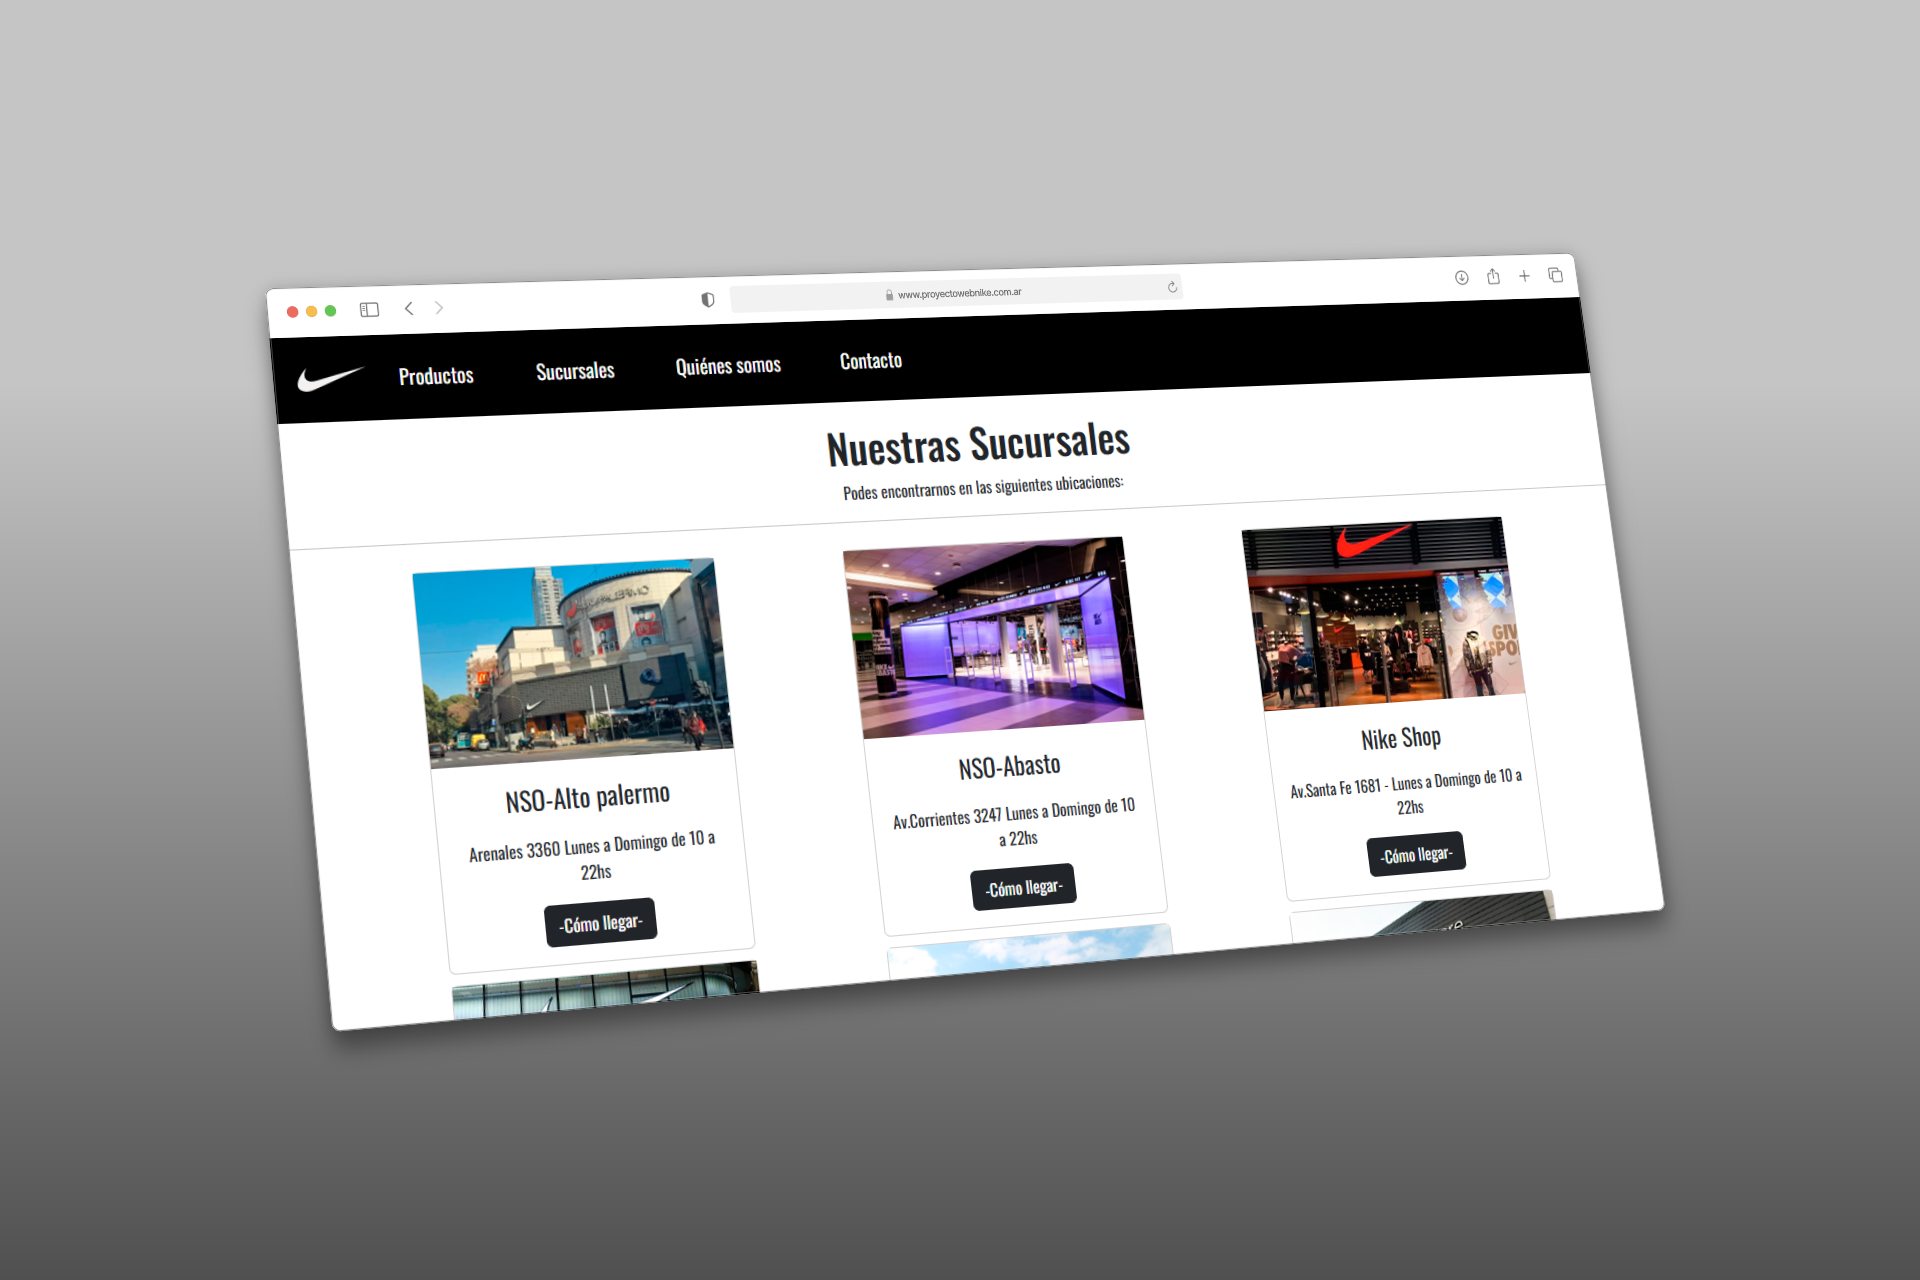 www.proyectowebnike.com.ar
Productos
Sucursales
Quiénes somos
Contacto
Nuestras Sucursales
Podes encontrarnos en las siguientes ubicaciones:
NSO-Alto palermo
Arenales 3360 Lunes a Domingo de 10 a
22hs
-Cómo llegar-
NSO-Abasto
Av.Corrientes 3247 Lunes a Domingo de 10
a 22hs
-Cómo llegar-
GIV
SPO
Nike Shop
Av.Santa Fe 1681 - Lunes a Domingo de 10 a
22hs
-Cómo llegar-